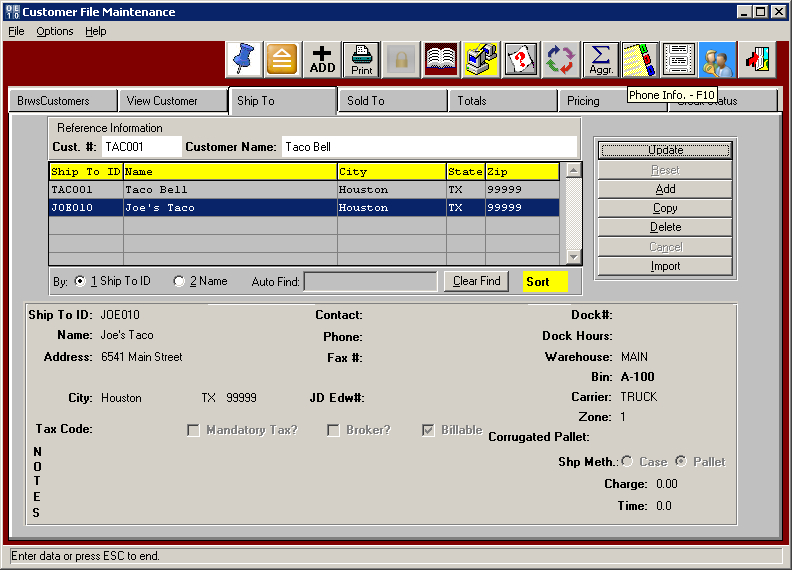 OE
10
Customer File Maintenance
File Options Help
ADD
Print
Aggr.
BrwsCustomers View Customer Ship To Sold To Totals Pricing Status
Phone Info. - F10
Reference Information
Cust. #: TAC001 Customer Name: Taco Bell
Ship To ID Name City State Zip
TAC001 Taco Bell Houston TX 99999
JOE010 Joe's Taco Houston TX 99999
By: 1 Ship To ID 2 Name Auto Find: Clear Find Sort
Update
Reset
Add
Copy
Delete
Cancel
Import
Ship To ID: JOE010 Contact: Dock#:
Name: Joe's Taco Phone: Dock Hours:
Address: 6541 Main Street Fax #: Warehouse: MAIN
Bin: A-100
City: Houston TX 99999 JD Edw#: Carrier: TRUCK
Zone: 1
Tax Code: Mandatory Tax? Broker? Billable Corrugated Pallet:
NOTES
Shp Meth.: Case Pallet
Charge: 0.00
Time: 0.0
Enter data or press ESC to end.